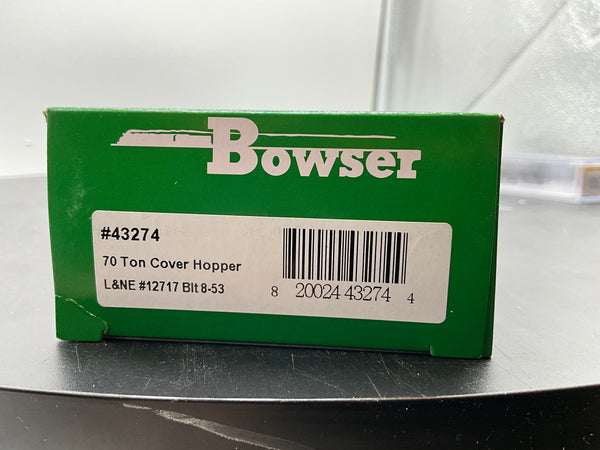 Bowser
#43274
70 Ton Cover Hopper
L&NE #12717 Blt 8-53
8 20024 43274 4